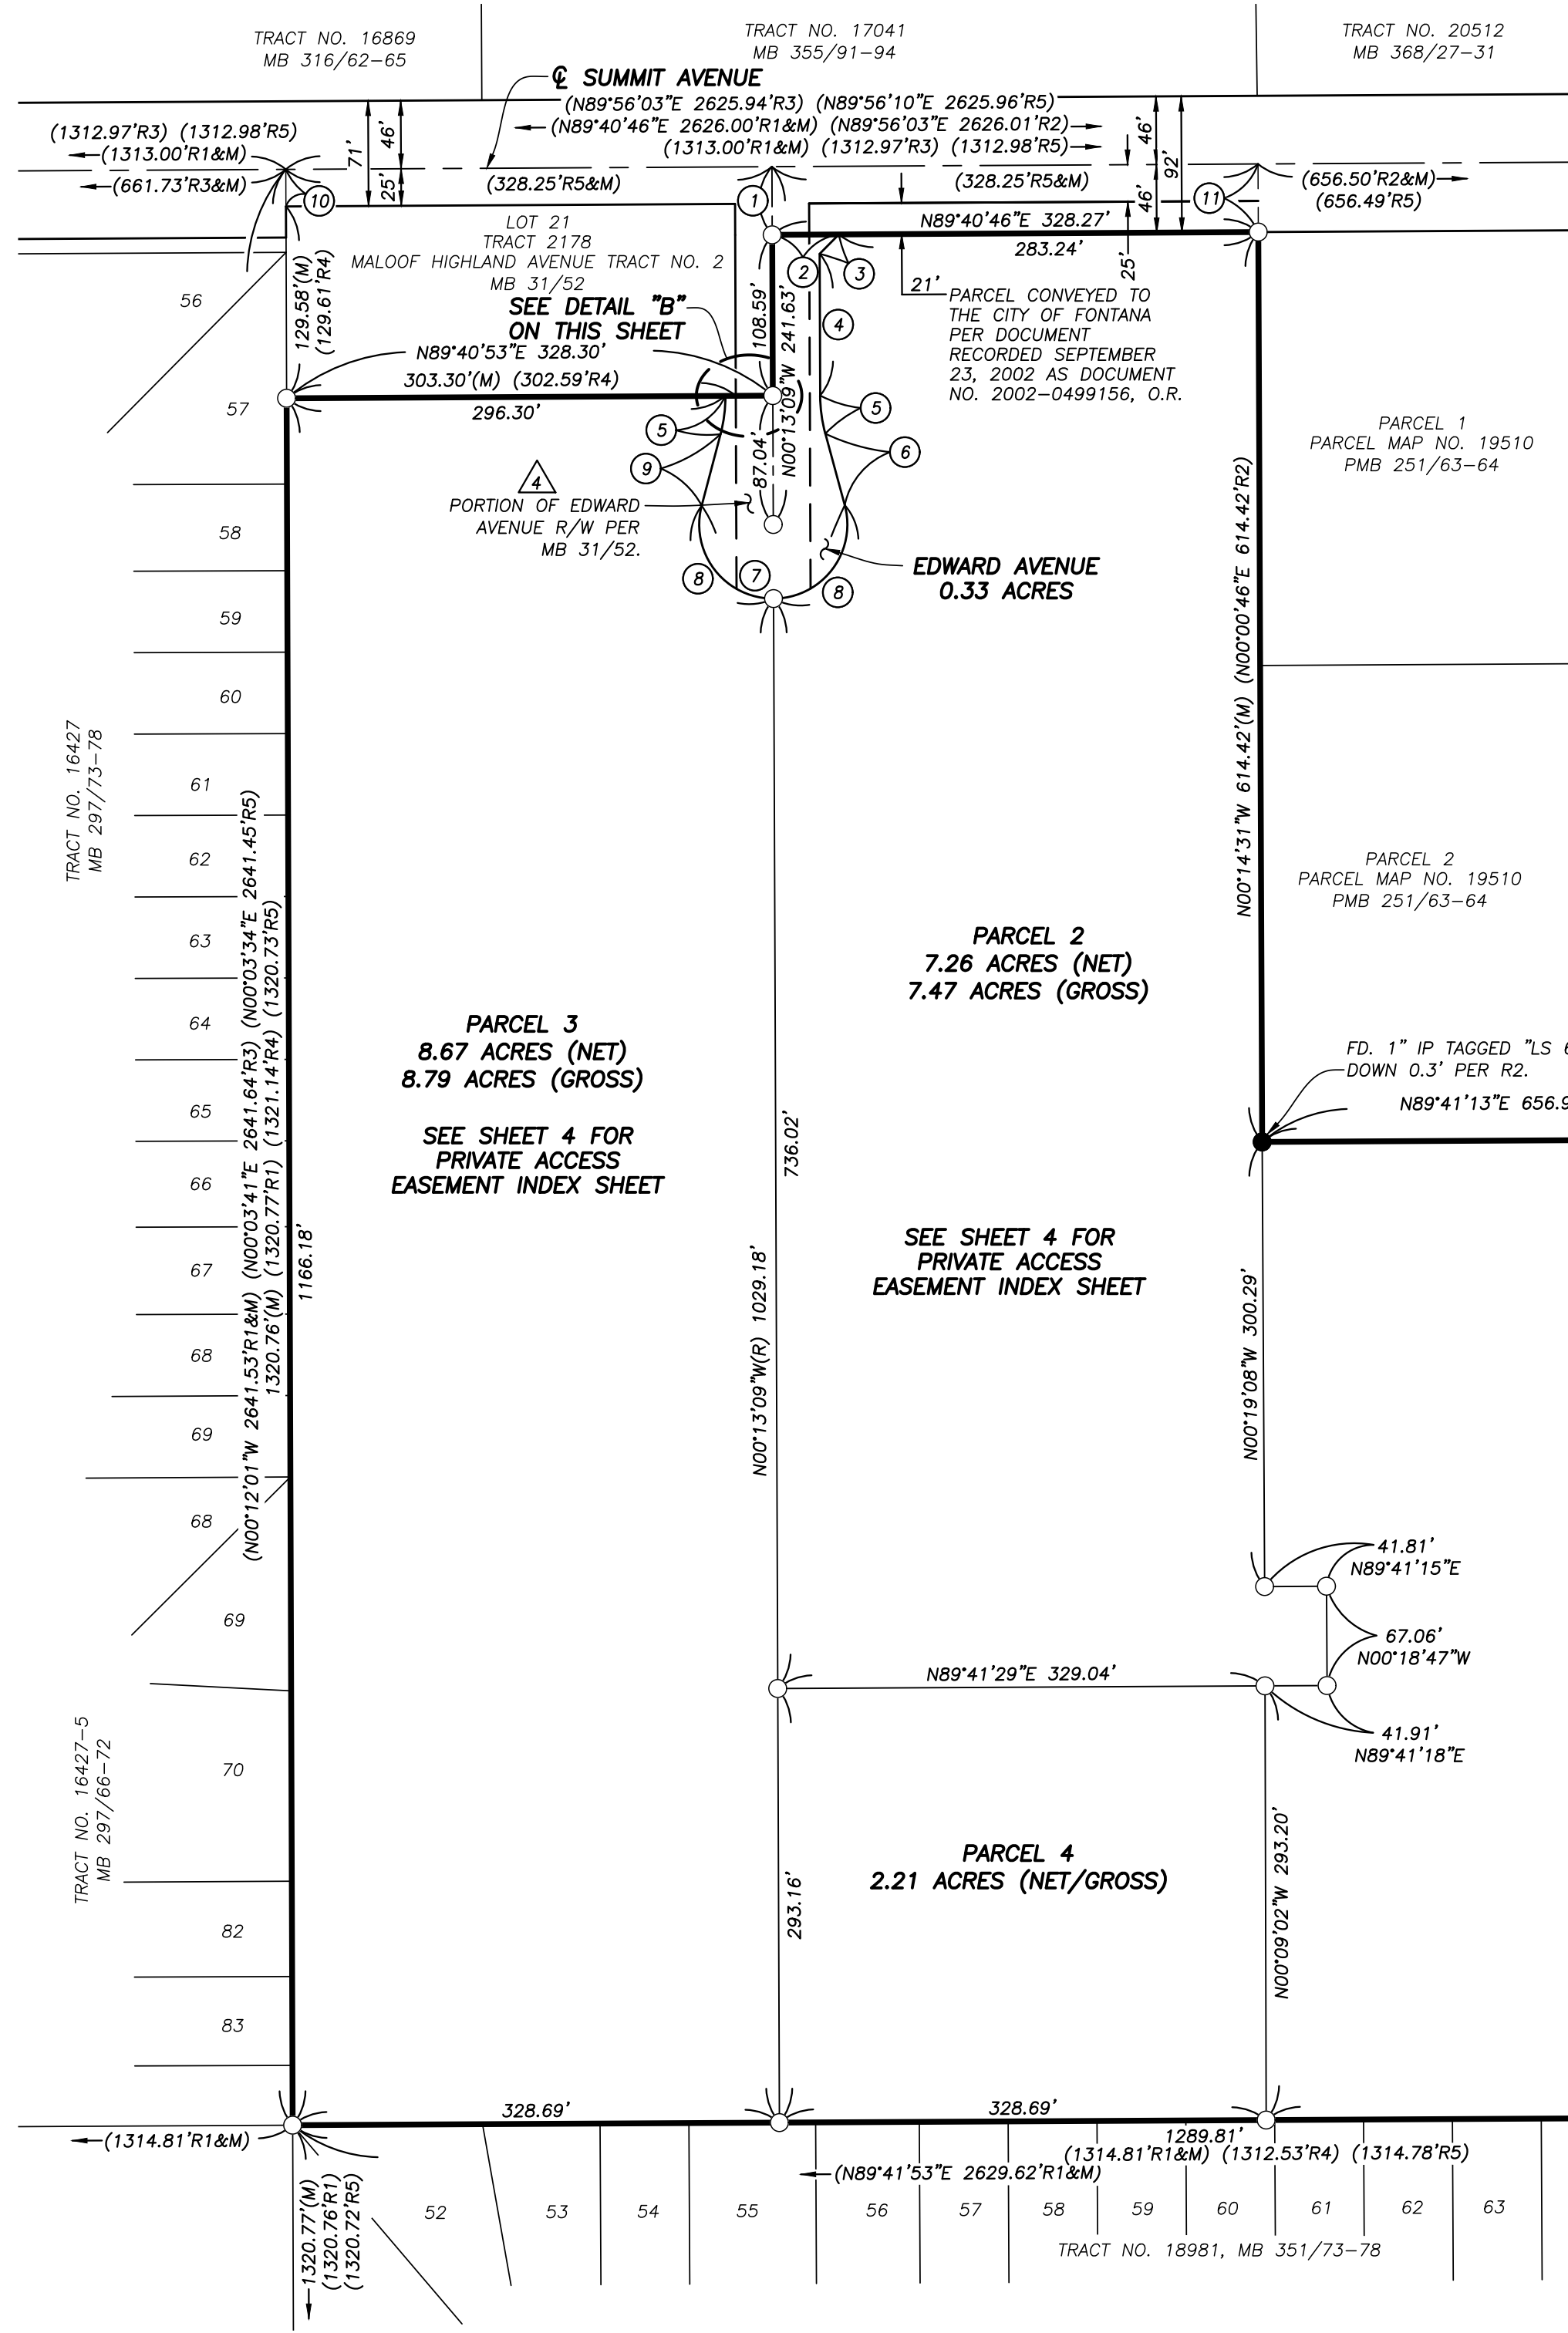 TRACT NO. 16869
MB 316/62-65
TRACT NO. 17041
MB 355/91-94
TRACT NO. 20512
MB 368/27-31
℄ SUMMIT AVENUE
(N89°56'03"E 2625.94'R3) (N89°56'10"E 2625.96'R5)
(N89°40'46"E 2626.00'R1&M) (N89°56'03"E 2626.01'R2)
(1313.00'R1&M) (1312.97'R3) (1312.98'R5)
(1312.97'R3) (1312.98'R5)
(1313.00'R1&M)
(661.73'R3&M)
71'
46'
25'
(328.25'R5&M)
(328.25'R5&M)
46'
46'
92'
(656.50'R2&M)
(656.49'R5)
10
1
11
LOT 21
TRACT 2178
MALOOF HIGHLAND AVENUE TRACT NO. 2
MB 31/52
N89°40'46"E 328.27'
283.24'
25'
2
3
21'
PARCEL CONVEYED TO
THE CITY OF FONTANA
PER DOCUMENT
RECORDED SEPTEMBER
23, 2002 AS DOCUMENT
NO. 2002-0499156, O.R.
SEE DETAIL "B"
ON THIS SHEET
56
129.58'(M)
(129.61'R4)
108.59'
N00°13'09"W 241.63'
4
N89°40'53"E 328.30'
303.30'(M) (302.59'R4)
296.30'
57
5
5
6
9
87.04'
4
PORTION OF EDWARD
AVENUE R/W PER
MB 31/52.
PARCEL 1
PARCEL MAP NO. 19510
PMB 251/63-64
58
8
7
8
EDWARD AVENUE
0.33 ACRES
59
60
N00°14'31"W 614.42'(M) (N00°00'46"E 614.42'R2)
TRACT NO. 16427
MB 297/73-78
61
62
63
64
65
66
67
68
69
68
69
70
82
83
(N00°12'01"W 2641.53'R1&M) (N00°03'41"E 2641.64'R3) (N00°03'34"E 2641.45'R5)
1320.76'(M) (1320.77'R1) (1321.14'R4) (1320.73'R5)
1166.18'
PARCEL 2
PARCEL MAP NO. 19510
PMB 251/63-64
PARCEL 2
7.26 ACRES (NET)
7.47 ACRES (GROSS)
PARCEL 3
8.67 ACRES (NET)
8.79 ACRES (GROSS)
SEE SHEET 4 FOR
PRIVATE ACCESS
EASEMENT INDEX SHEET
736.02'
N00°13'09"W(R) 1029.18'
FD. 1" IP TAGGED "LS
DOWN 0.3' PER R2.
N89°41'13"E
SEE SHEET 4 FOR
PRIVATE ACCESS
EASEMENT INDEX SHEET
N00°19'08"W 300.29'
41.81'
N89°41'15"E
67.06'
N00°18'47"W
N89°41'29"E 329.04'
41.91'
N89°41'18"E
TRACT NO. 16427-5
MB 297/66-72
PARCEL 4
2.21 ACRES (NET/GROSS)
293.16'
N00°09'02"W 293.20'
328.69'
328.69'
(1314.81'R1&M)
1289.81'
(1314.81'R1&M) (1312.53'R4) (1314.78'R5)
(N89°41'53"E 2629.62'R1&M)
1320.77'(M)
(1320.76'R1)
(1320.72'R5)
52
53
54
55
56
57
58
59
60
61
62
63
TRACT NO. 18981, MB 351/73-78